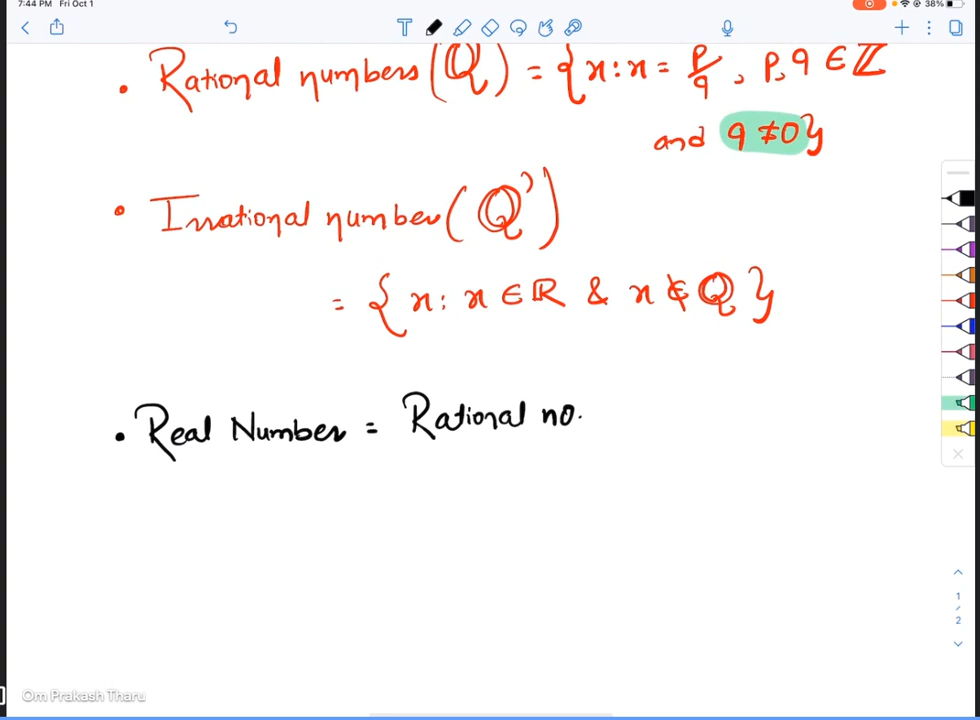 7:44 PM Fri Oct 1
38%
• Rational numbers (ℚ) = {x : x = p/q , p, q ∈ ℤ
and q ≠ 0}
• Irrational number (ℚ')
= { x : x ∈ ℝ & x ∉ ℚ }
• Real Number = Rational no.
1
/
2
Om Prakash Tharu